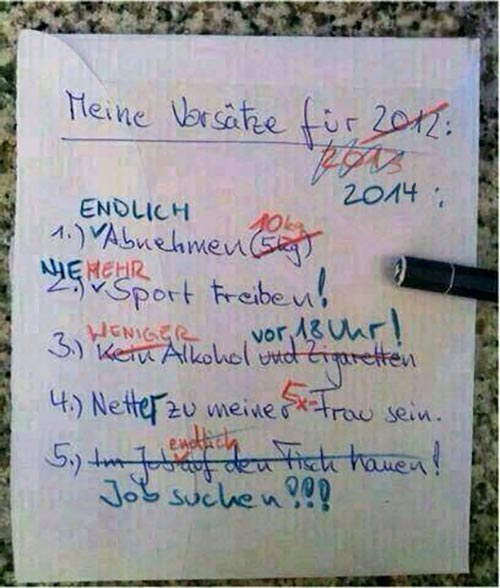 Meine Vorsätze für 2012:
2013
2014:
ENDLICH 10kg
1.) Abnehmen (5kg)
NIE MEHR
2.) Sport treiben!
WENIGER vor 18 Uhr!
3.) Kein Alkohol und Zigaretten
4.) Netter zu meiner Ex-Frau sein.
endlich
5.) Im Job auf den Tisch hauen!
Job suchen!!!